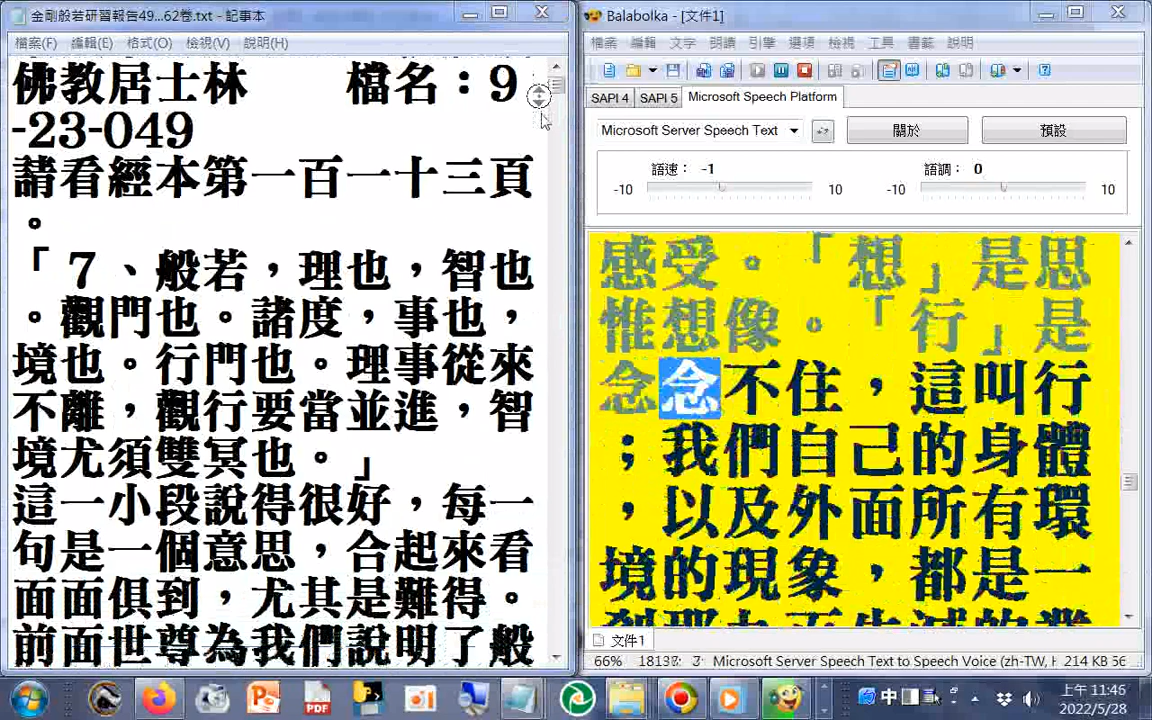 金剛般若研習報告49...62卷.txt - 記事本
檔案(F) 編輯(E) 格式(O) 檢視(V) 說明(H)
佛教居士林 檔名：9
-23-049
請看經本第一百一十三頁
。
「７、般若，理也，智也
。觀門也。諸度，事也，
境也。行門也。理事從來
不離，觀行要當並進，智
境尤須雙冥也。」
這一小段說得很好，每一
句是一個意思，合起來看
面面俱到，尤其是難得。
前面世尊為我們說明了般
Balabolka - [文件1]
檔案 編輯 文字 朗讀 引擎 選項 檢視 工具 書籤 說明
SAPI 4 SAPI 5 Microsoft Speech Platform
Microsoft Server Speech Text 關於 預設
語速： -1 語調： 0
-10 10 -10 10
感受。「想」是思
惟想像。「行」是
念念不住，這叫行
；我們自己的身體
，以及外面所有環
境的現象，都是一
文件1
66% Microsoft Server Speech Text to Speech Voice (zh-TW, H 214 KB
中
上午 11:46
2022/5/28